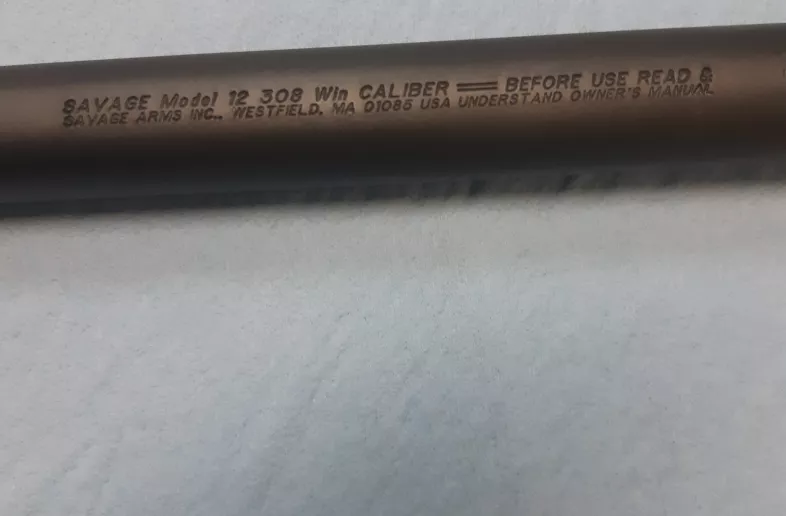 SAVAGE Model 12 308 Win CALIBER == BEFORE USE READ &
SAVAGE ARMS INC., WESTFIELD, MA 01085 USA UNDERSTAND OWNER'S MANUAL